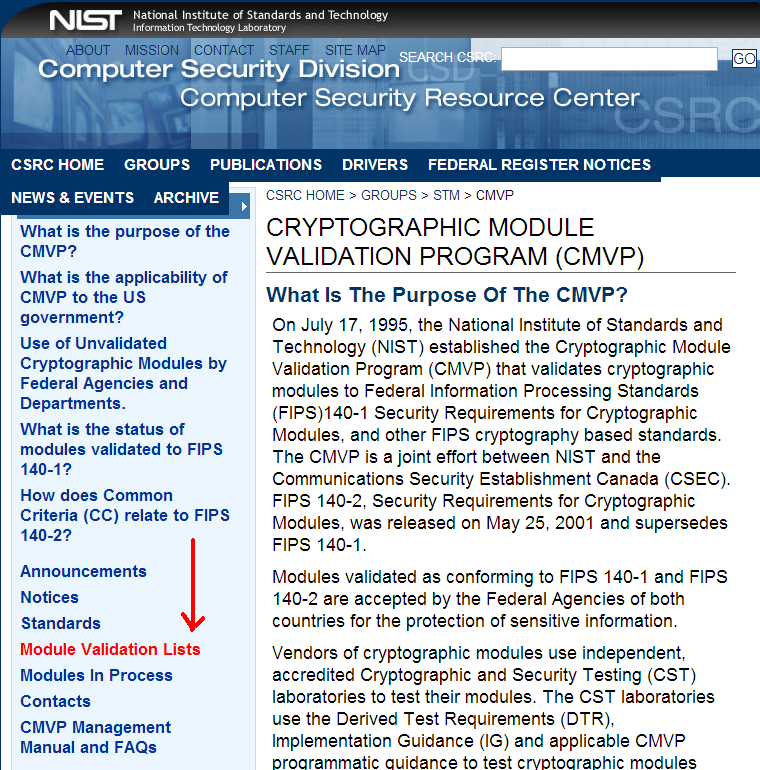 NIST National Institute of Standards and Technology
Information Technology Laboratory
ABOUT MISSION CONTACT STAFF SITE MAP
SEARCH CSRC: GO
Computer Security Division
CSD
Computer Security Resource Center
CSRC
CSRC HOME GROUPS PUBLICATIONS DRIVERS FEDERAL REGISTER NOTICES
NEWS & EVENTS ARCHIVE
What is the purpose of the
CMVP?
What is the applicability of
CMVP to the US
government?
Use of Unvalidated
Cryptographic Modules by
Federal Agencies and
Departments.
What is the status of
modules validated to FIPS
140-1?
How does Common
Criteria (CC) relate to FIPS
140-2?
Announcements
Notices
Standards
Module Validation Lists
Modules In Process
Contacts
CMVP Management
Manual and FAQs
CSRC HOME > GROUPS > STM > CMVP
CRYPTOGRAPHIC MODULE
VALIDATION PROGRAM (CMVP)
What Is The Purpose Of The CMVP?
On July 17, 1995, the National Institute of Standards and
Technology (NIST) established the Cryptographic Module
Validation Program (CMVP) that validates cryptographic
modules to Federal Information Processing Standards
(FIPS)140-1 Security Requirements for Cryptographic
Modules, and other FIPS cryptography based standards.
The CMVP is a joint effort between NIST and the
Communications Security Establishment Canada (CSEC).
FIPS 140-2, Security Requirements for Cryptographic
Modules, was released on May 25, 2001 and supersedes
FIPS 140-1.
Modules validated as conforming to FIPS 140-1 and FIPS
140-2 are accepted by the Federal Agencies of both
countries for the protection of sensitive information.
Vendors of cryptographic modules use independent,
accredited Cryptographic and Security Testing (CST)
laboratories to test their modules. The CST laboratories
use the Derived Test Requirements (DTR),
Implementation Guidance (IG) and applicable CMVP
programmatic guidance to test cryptographic modules